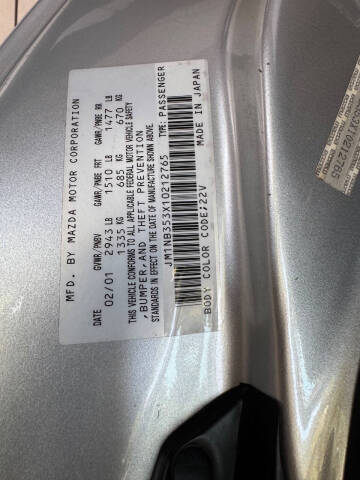 MFD. BY MAZDA MOTOR CORPORATION
DATE GVWR/PNBV GAWR/PNBE FRT GAWR/PNBE RR
02/01 2943 LB 1510 LB 1477 LB
1335 KG 685 KG 670 KG
THIS VEHICLE CONFORMS TO ALL APPLICABLE FEDERAL MOTOR VEHICLE SAFETY
,BUMPER,AND THEFT PREVENTION
STANDARDS IN EFFECT ON THE DATE OF MANUFACTURE SHOWN ABOVE.
JM1NB353X10212765 TYPE: PASSENGER
BODY COLOR CODE;22V MADE IN JAPAN
353X10212765